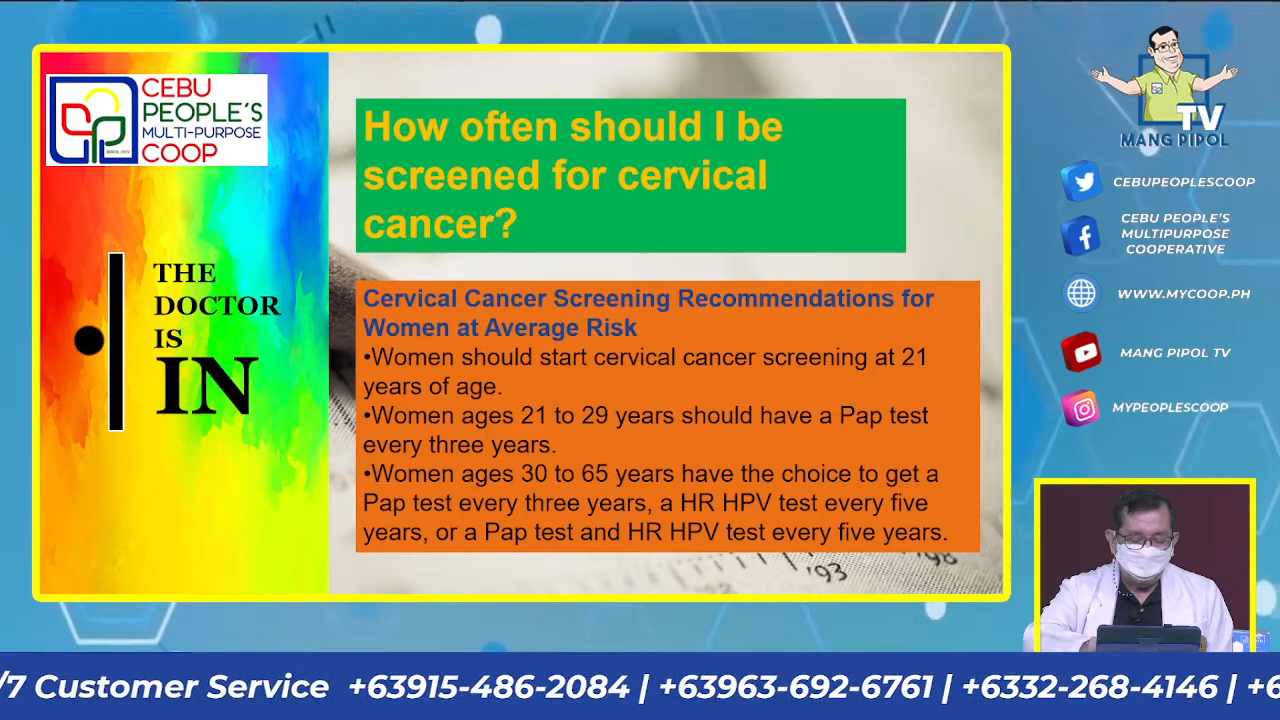 CEBU
PEOPLE'S
MULTI-PURPOSE
COOP
SINCE 1972
THE
DOCTOR
IS
IN
How often should I be
screened for cervical
cancer?
Cervical Cancer Screening Recommendations for
Women at Average Risk
•Women should start cervical cancer screening at 21
years of age.
•Women ages 21 to 29 years should have a Pap test
every three years.
•Women ages 30 to 65 years have the choice to get a
Pap test every three years, a HR HPV test every five
years, or a Pap test and HR HPV test every five years.
'93
'98
TV
MANG PIPOL
CEBUPEOPLESCOOP
CEBU PEOPLE'S
MULTIPURPOSE
COOPERATIVE
WWW.MYCOOP.PH
MANG PIPOL TV
MYPEOPLESCOOP
/7 Customer Service +63915-486-2084 | +63963-692-6761 | +6332-268-4146 | +6